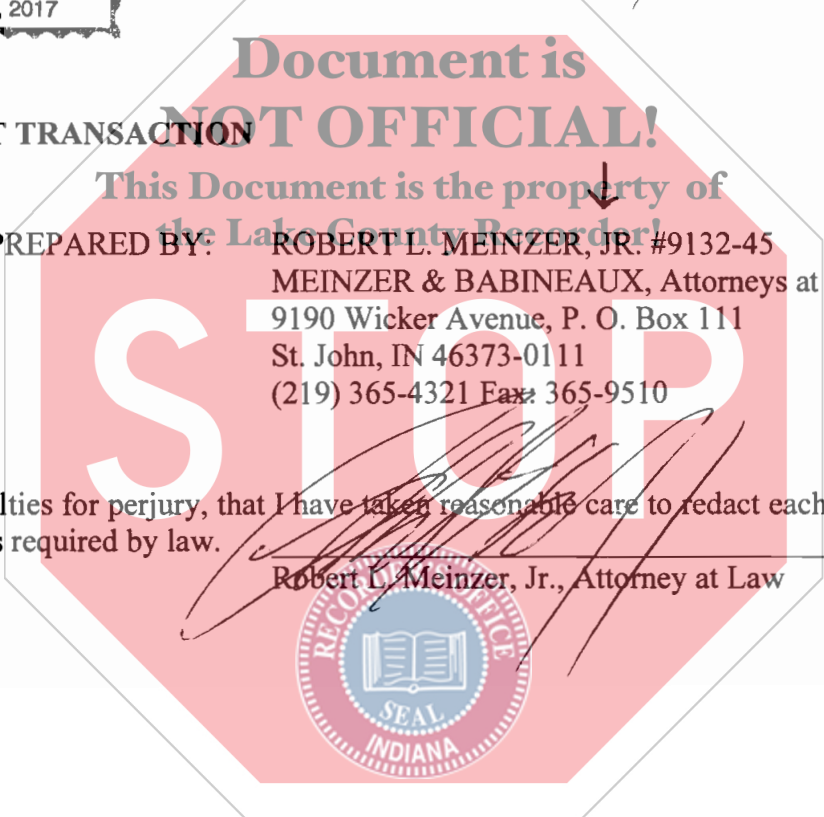 2017
Document is
NOT OFFICIAL!
T TRANSACTION
This Document is the property of
the Lake County Recorder!
PREPARED BY: ROBERT L. MEINZER, JR. #9132-45
MEINZER & BABINEAUX, Attorneys at
9190 Wicker Avenue, P. O. Box 111
St. John, IN 46373-0111
(219) 365-4321 Fax: 365-9510
STOP
lties for perjury, that I have taken reasonable care to redact each
s required by law.
Robert L. Meinzer, Jr., Attorney at Law
RECORDER'S OFFICE
SEAL
INDIANA